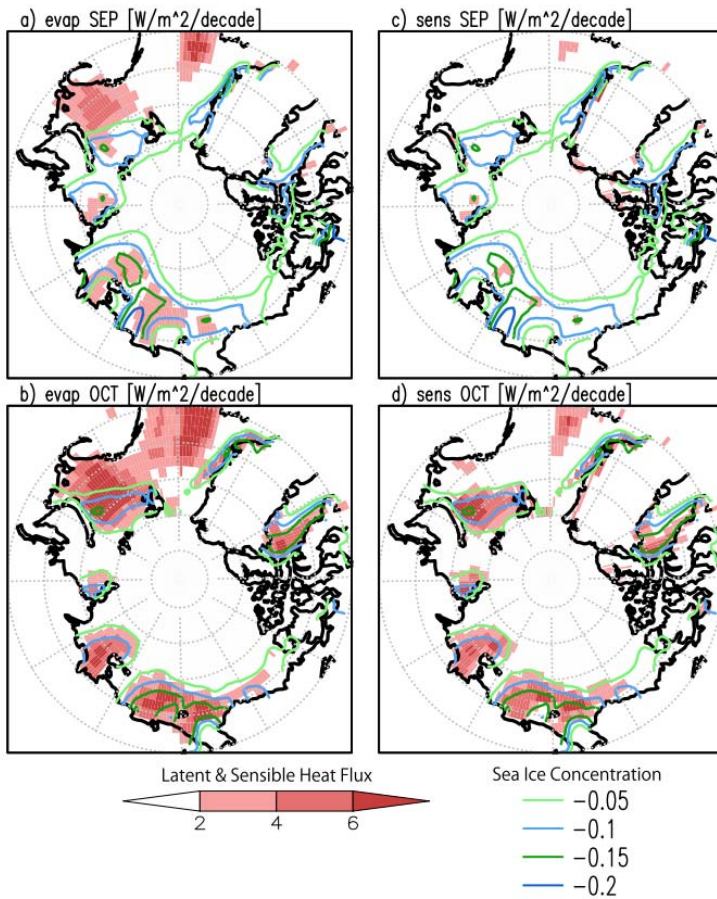 a) evap SEP [W/m^2/decade]
c) sens SEP [W/m^2/decade]
b) evap OCT [W/m^2/decade]
d) sens OCT [W/m^2/decade]
Latent & Sensible Heat Flux
2 4 6
Sea Ice Concentration
-0.05
-0.1
-0.15
-0.2